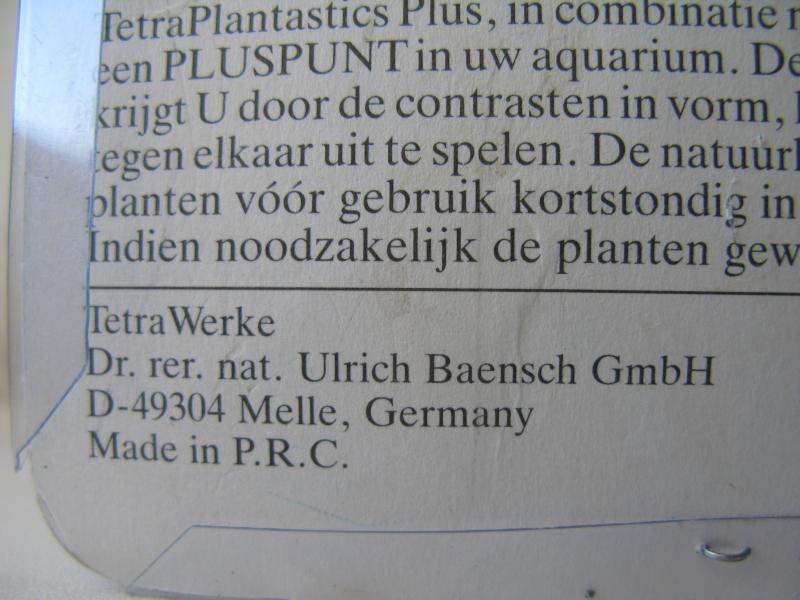 TetraPlantastics Plus, in combinatie
een PLUSPUNT in uw aquarium. De
krijgt U door de contrasten in vorm,
tegen elkaar uit te spelen. De
planten vóór gebruik kortstondig in
Indien noodzakelijk de planten
TetraWerke
Dr. rer. nat. Ulrich Baensch GmbH
D-49304 Melle, Germany
Made in P.R.C.